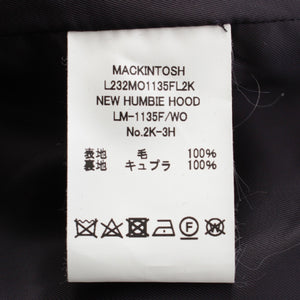 MACKINTOSH
L232MO1135FL2K
NEW HUMBIE HOOD
LM-1135F/WO
No.2K-3H
表地 毛 100%
裏地 キュプラ 100%